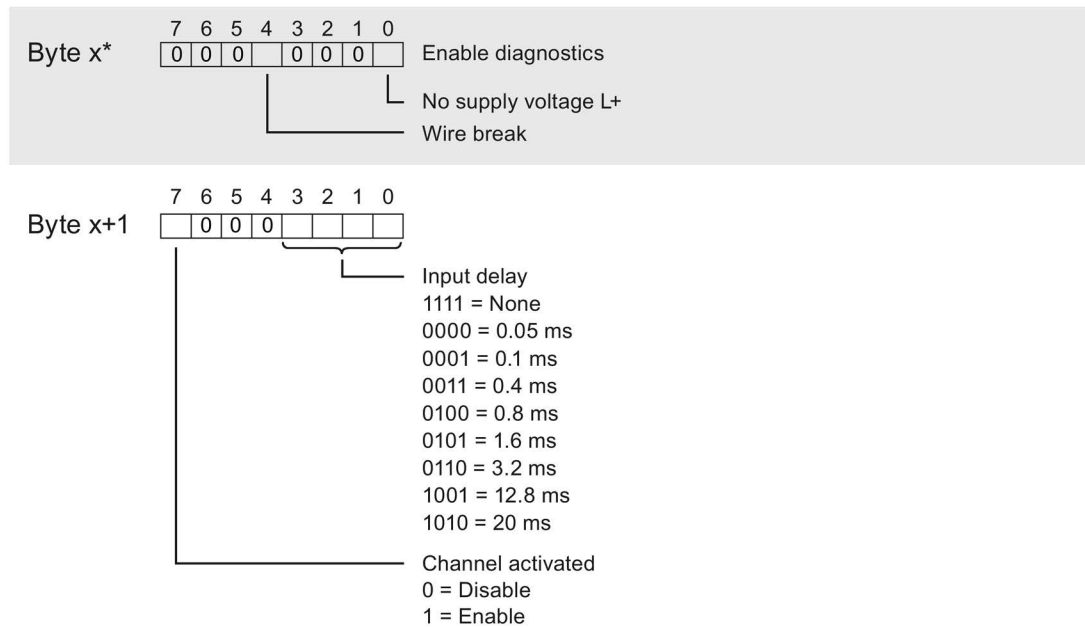 7 6 5 4 3 2 1 0
Byte x* 0 0 0 0 0 0 Enable diagnostics
No supply voltage L+
Wire break
7 6 5 4 3 2 1 0
Byte x+1 0 0 0
Input delay
1111 = None
0000 = 0.05 ms
0001 = 0.1 ms
0011 = 0.4 ms
0100 = 0.8 ms
0101 = 1.6 ms
0110 = 3.2 ms
1001 = 12.8 ms
1010 = 20 ms
Channel activated
0 = Disable
1 = Enable